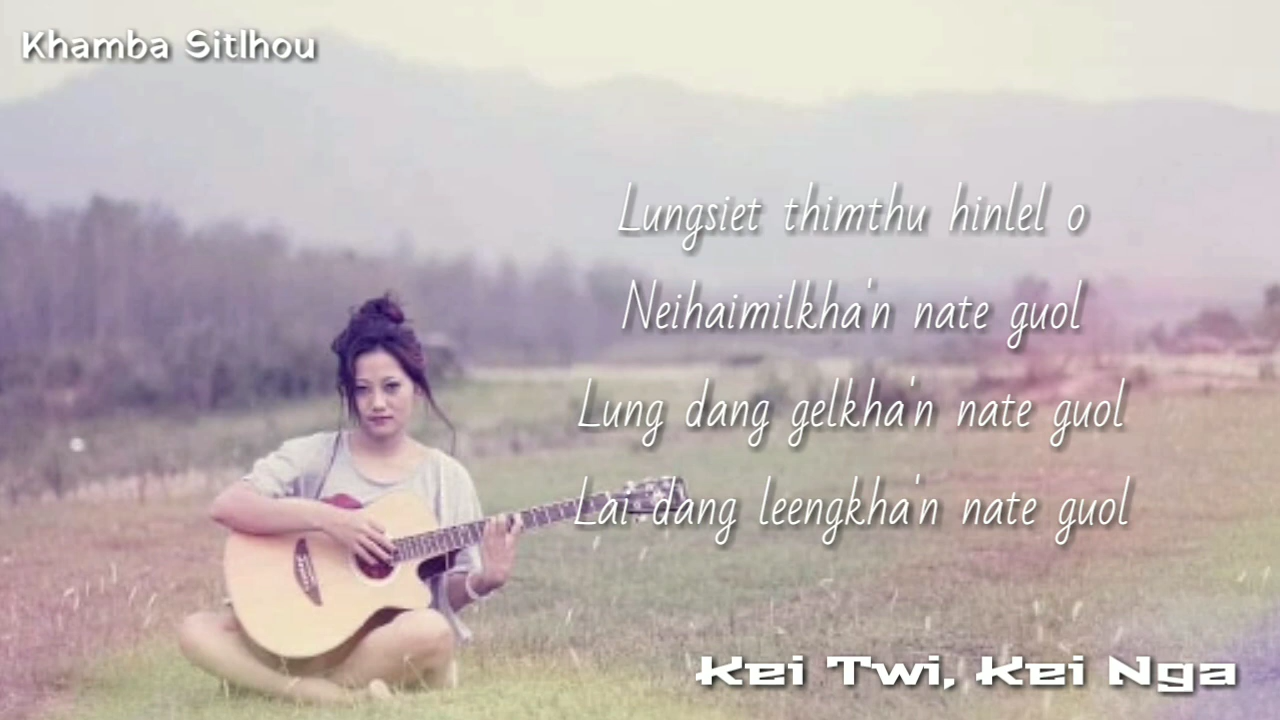 Khamba Sitlhou
Lungsiet thimthu hinlel o
Neihaimilkha'n nate guol
Lung dang gelkha'n nate guol
Lai dang leengkha'n nate guol
Kei Twi, Kei Nga